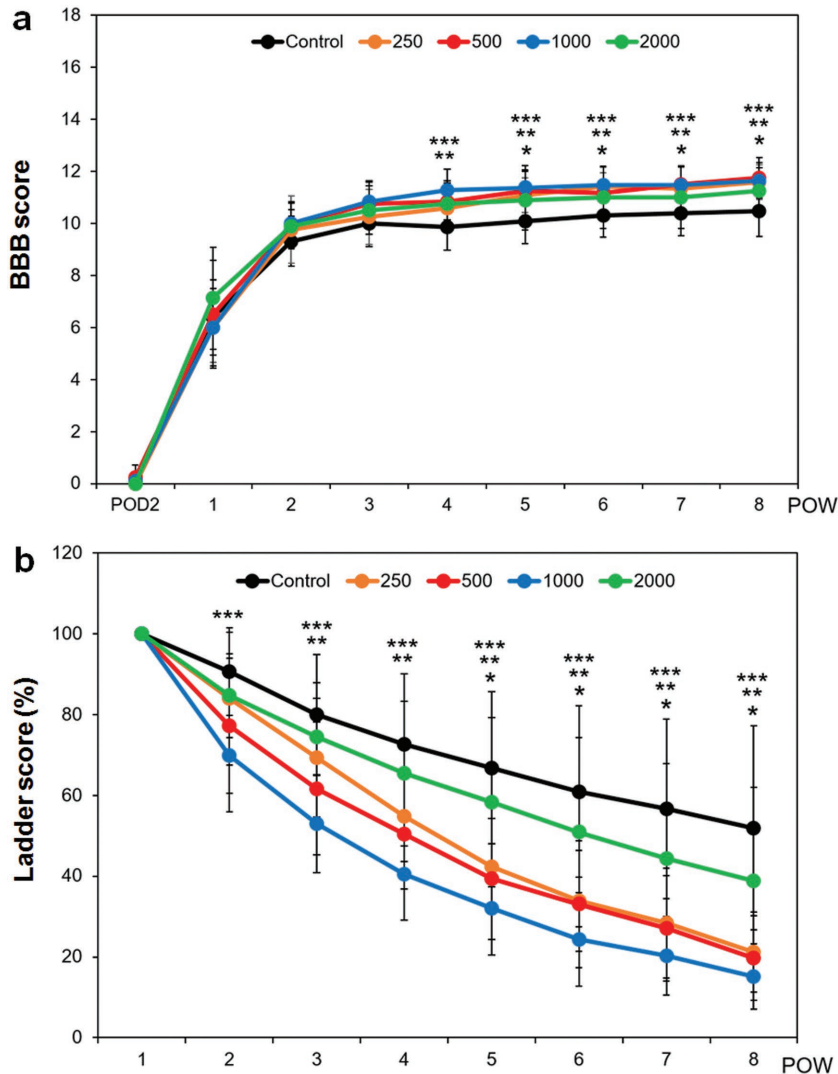 a
18
16
14
12
10
8
6
4
2
0
BBB score
Control 250 500 1000 2000
*** *** *** *** ***
** ** ** ** **
* * * *
POD2 1 2 3 4 5 6 7 8 POW
b
120
100
80
60
40
20
0
Ladder score (%)
Control 250 500 1000 2000
*** *** *** *** *** *** ***
** ** ** ** ** **
* * * *
1 2 3 4 5 6 7 8 POW